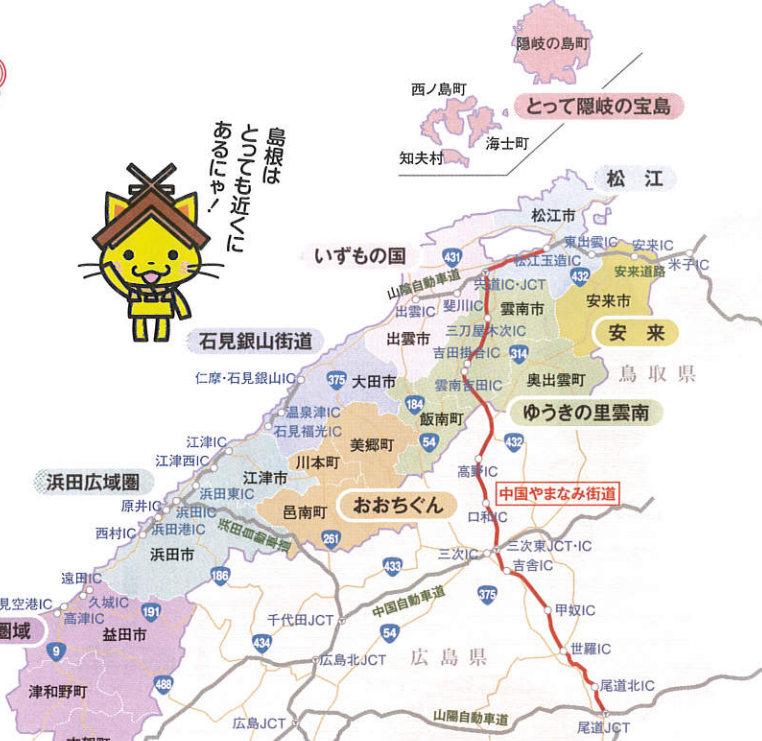 隠岐の島町
西ノ島町
とって隠岐の宝島
海士町
知夫村
島根は
とっても近くに
あるにゃ!
松江
松江市
いずもの国
431
東出雲IC
安来IC
松江玉造IC
米子IC
山陰自動車道
宍道IC・JCT
432
安来道路
出雲IC
斐川IC
雲南市
安来市
出雲市
三刀屋木次IC
石見銀山街道
安来
吉田掛合IC
314
仁摩・石見銀山IC
375
大田市
雲南吉田IC
奥出雲町
鳥取県
184
温泉津IC
飯南町
ゆうきの里雲南
石見福光IC
美郷町
54
432
江津IC
江津西IC
川本町
高野IC
浜田広域圏
江津市
浜田東IC
中国やまなみ街道
原井IC
浜田IC
邑南町
おおちぐん
口和IC
西村IC
浜田港IC
浜田自動車道
261
浜田市
三次IC
三次東JCT・IC
433
吉舎IC
遠田IC
186
久城IC
見空港IC
高津IC
191
375
中国自動車道
甲奴IC
圏域
益田市
千代田JCT
54
9
434
広島北JCT
広島県
世羅IC
津和野町
488
尾道北IC
広島JCT
山陽自動車道
尾道JCT